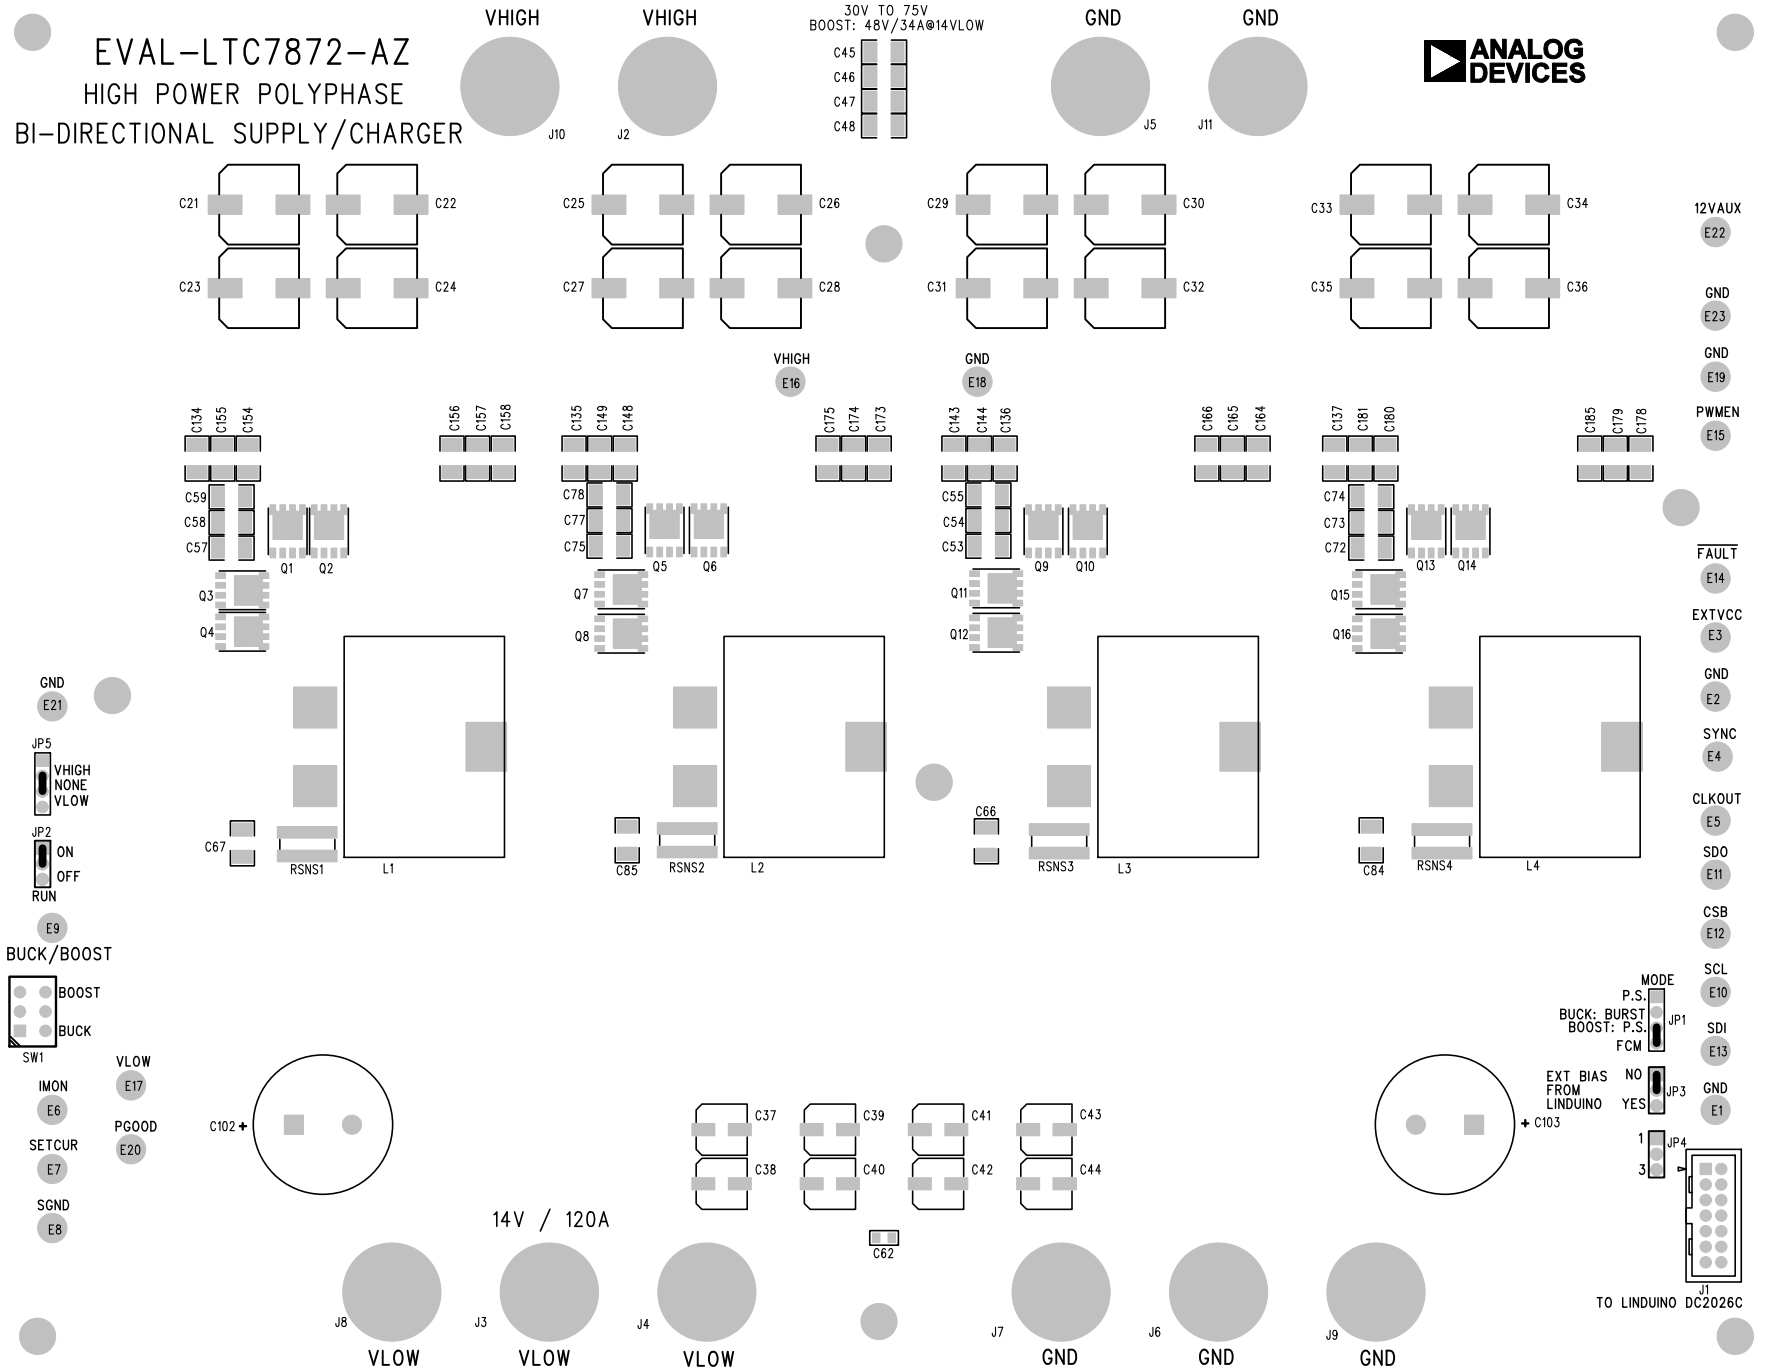 VHIGH
VHIGH
30V TO 75V
BOOST: 48V/34A@14VLOW
GND
GND
EVAL-LTC7872-AZ
HIGH POWER POLYPHASE
BI-DIRECTIONAL SUPPLY/CHARGER
ANALOG
DEVICES
C45
C46
C47
C48
J10
J2
J5
J11
C21
C22
C25
C26
C29
C30
C33
C34
12VAUX
E22
C23
C24
C27
C28
C31
C32
C35
C36
GND
E23
VHIGH
E16
GND
E18
GND
E19
C134
C155
C154
C156
C157
C158
C135
C149
C148
C175
C174
C173
C143
C144
C136
C166
C165
C164
C137
C181
C180
C185
C179
C178
PWMEN
E15
C59
C58
C57
Q1
Q2
C78
C77
C75
Q5
Q6
C55
C54
C53
Q9
Q10
C74
C73
C72
Q13
Q14
FAULT
E14
Q3
Q4
Q7
Q8
Q11
Q12
Q15
Q16
EXTVCC
E3
GND
E21
GND
E2
SYNC
E4
JP5
VHIGH
NONE
VLOW
CLKOUT
E5
JP2
ON
OFF
RUN
C67
RSNS1
L1
C85
RSNS2
L2
C66
RSNS3
L3
C84
RSNS4
L4
SDO
E11
E9
CSB
E12
BUCK/BOOST
BOOST
BUCK
SW1
SCL
E10
MODE
P.S.
BUCK: BURST
BOOST: P.S.
FCM
JP1
SDI
E13
VLOW
E17
IMON
E6
PGOOD
E20
SETCUR
E7
SGND
E8
C102 +
C37
C39
C41
C43
C38
C40
C42
C44
+ C103
EXT BIAS
FROM
LINDUINO
NO
YES
JP3
GND
E1
1
3
JP4
14V / 120A
C62
J8
J3
J4
J7
J6
J9
J1
TO LINDUINO DC2026C
VLOW
VLOW
VLOW
GND
GND
GND